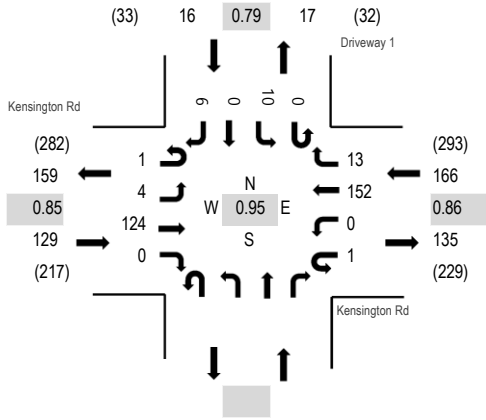 (33) 16 0.79 17 (32)
Driveway 1
6 0 10 0
Kensington Rd
(282) (293)
159 1 13 166
4 N 152
0.85 W 0.95 E 0.86
124 0
129 S 135
0 1
(217) (229)
Kensington Rd